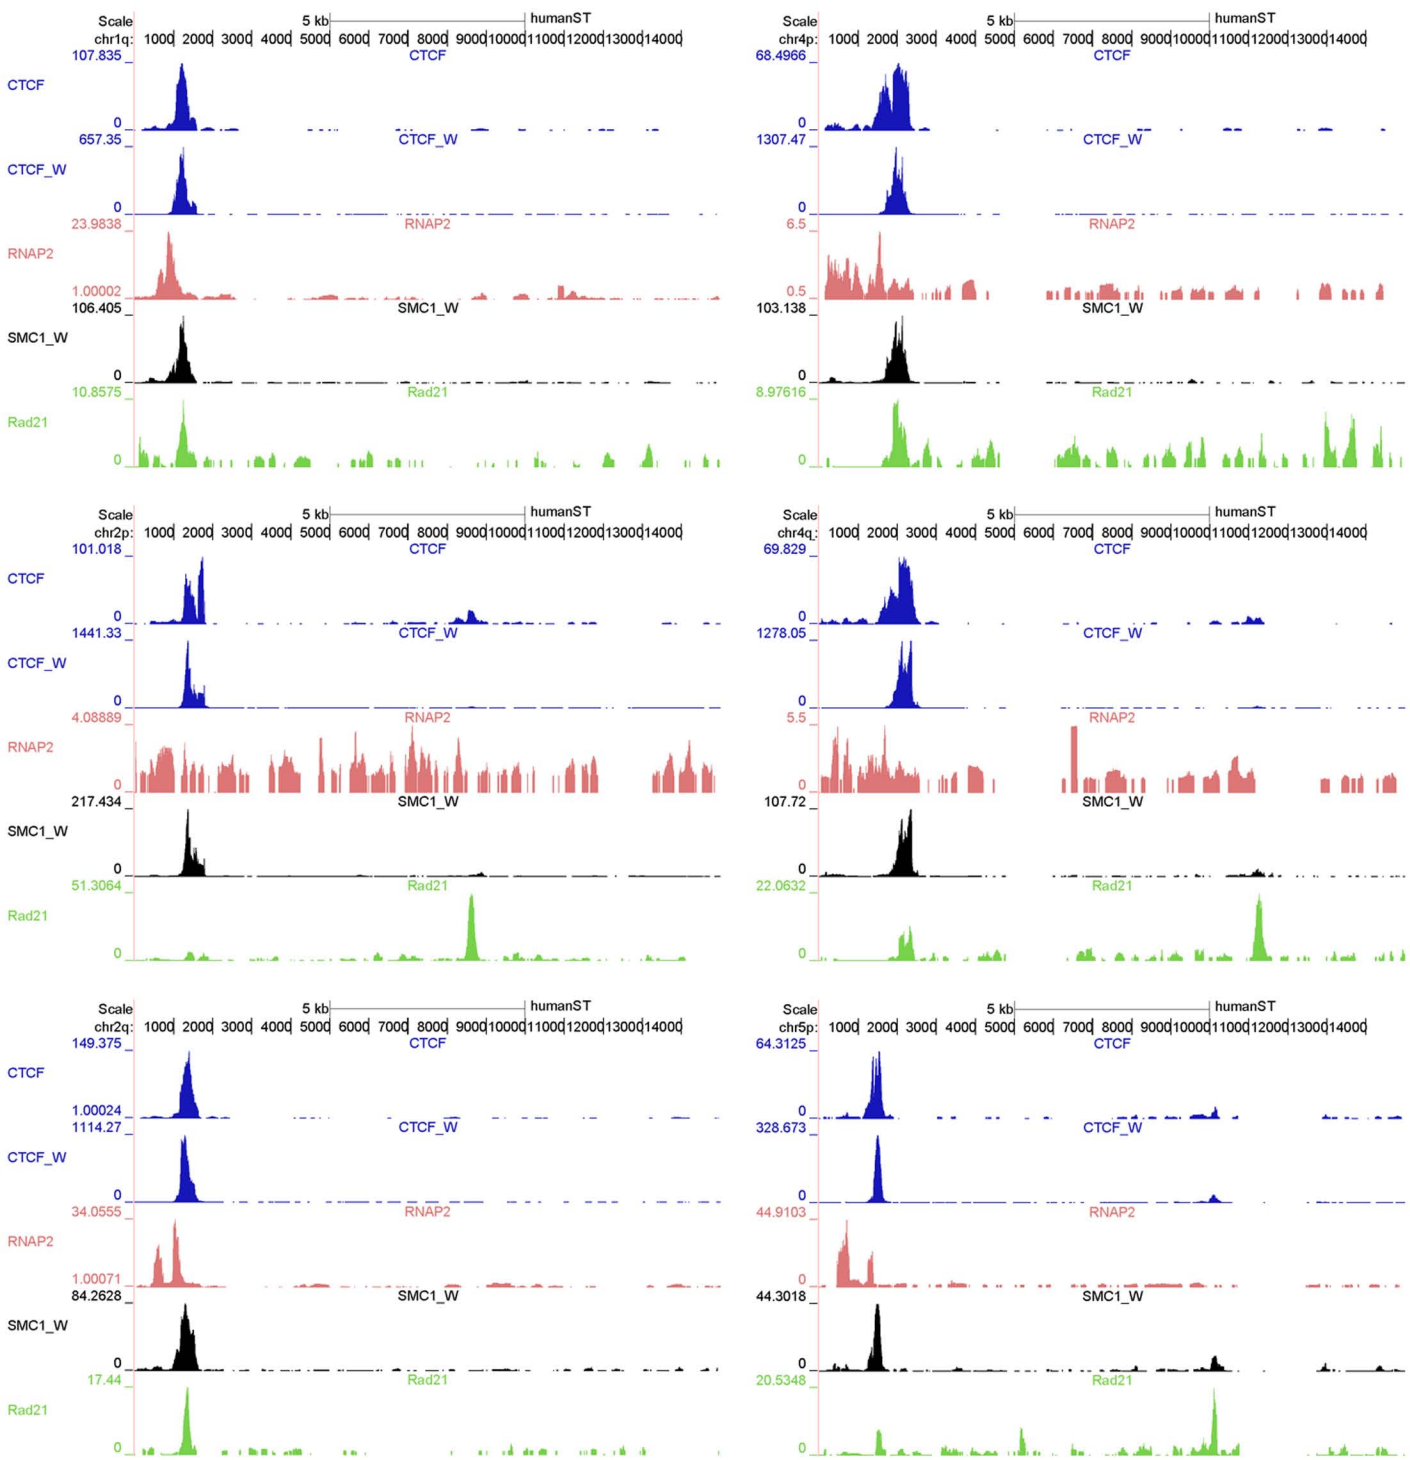 Scale 5 kb humanST
chr1q: 1000 2000 3000 4000 5000 6000 7000 8000 9000 10000 11000 12000 13000 14000
CTCF
107.835
CTCF
0
CTCF_W
657.35
CTCF_W
0
RNAP2
23.9838
RNAP2
1.00002
SMC1_W
106.405
SMC1_W
0
Rad21
10.8575
Rad21
0
Scale 5 kb humanST
chr4p: 1000 2000 3000 4000 5000 6000 7000 8000 9000 10000 11000 12000 13000 14000
CTCF
68.4966
0
CTCF_W
1307.47
0
RNAP2
6.5
0.5
SMC1_W
103.138
0
Rad21
8.97616
0
Scale 5 kb humanST
chr2p: 1000 2000 3000 4000 5000 6000 7000 8000 9000 10000 11000 12000 13000 14000
CTCF
101.018
CTCF
0
CTCF_W
1441.33
CTCF_W
0
RNAP2
4.08889
RNAP2
0
SMC1_W
217.434
SMC1_W
0
Rad21
51.3064
Rad21
0
Scale 5 kb humanST
chr4q: 1000 2000 3000 4000 5000 6000 7000 8000 9000 10000 11000 12000 13000 14000
CTCF
69.829
0
CTCF_W
1278.05
0
RNAP2
5.5
0
SMC1_W
107.72
0
Rad21
22.0632
0
Scale 5 kb humanST
chr2q: 1000 2000 3000 4000 5000 6000 7000 8000 9000 10000 11000 12000 13000 14000
CTCF
149.375
CTCF
1.00024
CTCF_W
1114.27
CTCF_W
0
RNAP2
34.0555
RNAP2
1.00071
SMC1_W
84.2628
SMC1_W
0
Rad21
17.44
Rad21
0
Scale 5 kb humanST
chr5p: 1000 2000 3000 4000 5000 6000 7000 8000 9000 10000 11000 12000 13000 14000
CTCF
64.3125
0
CTCF_W
328.673
0
RNAP2
44.9103
0
SMC1_W
44.3018
0
Rad21
20.5348
0